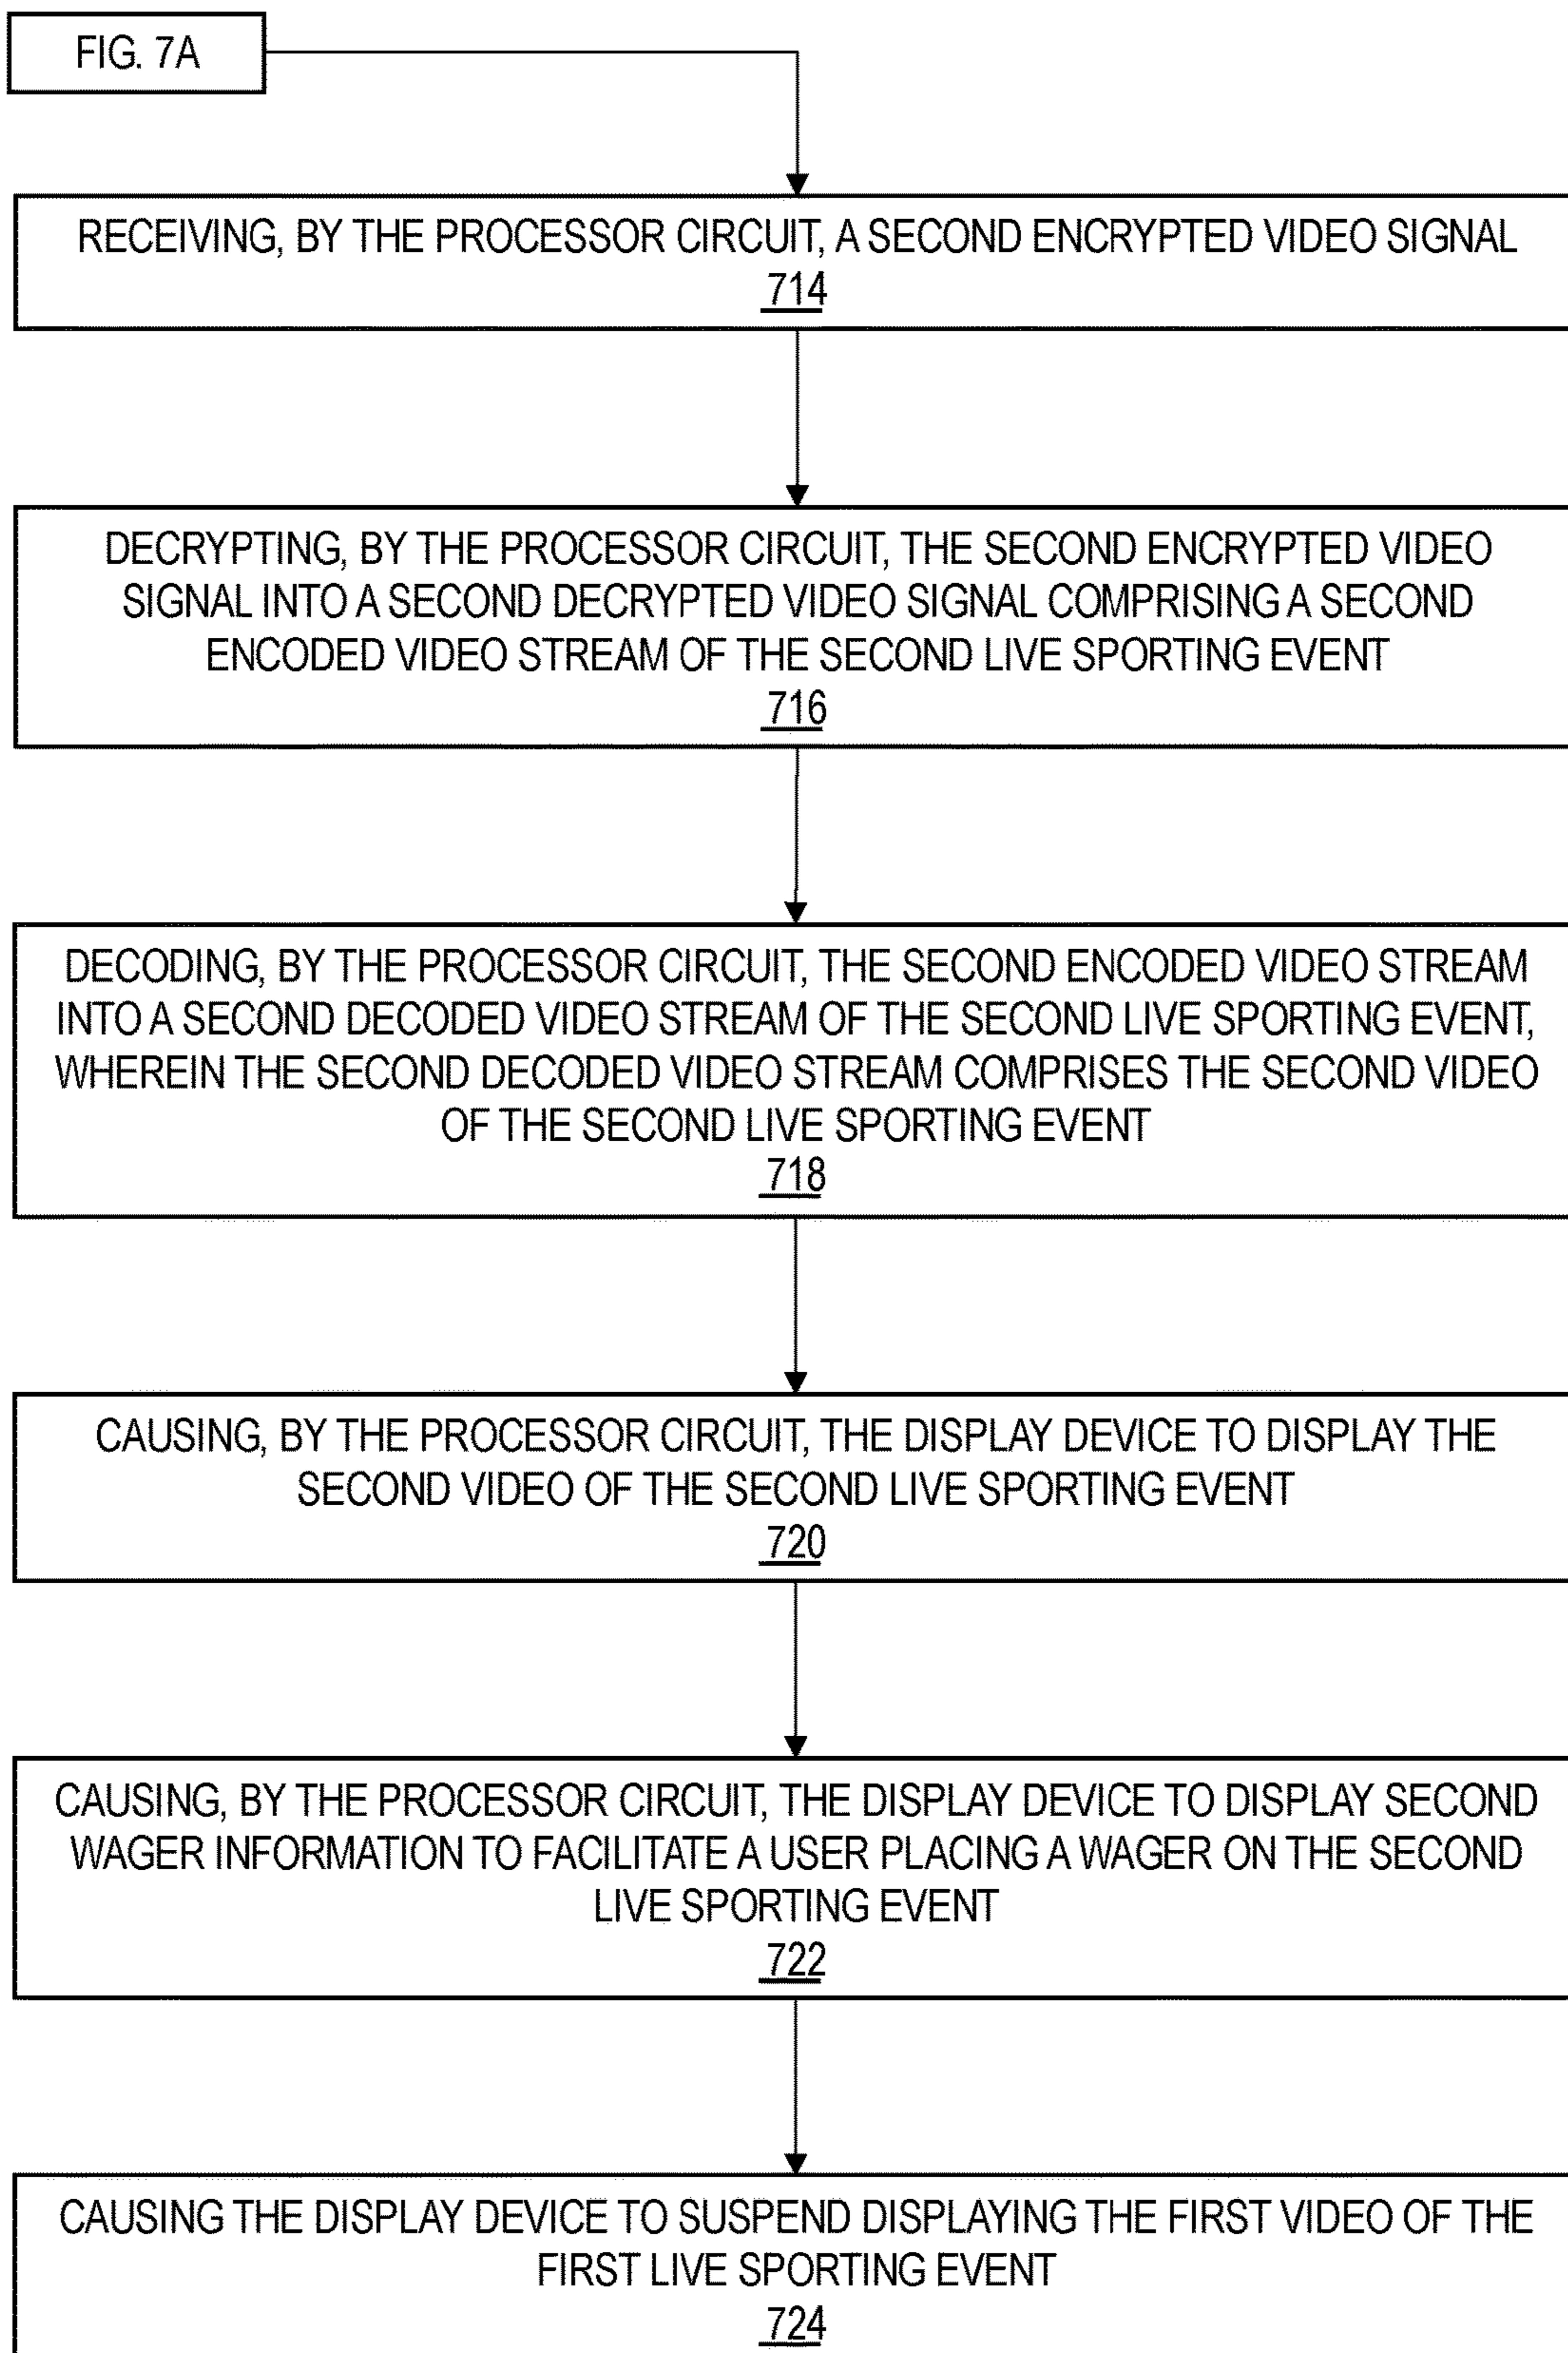 FIG. 7A
RECEIVING, BY THE PROCESSOR CIRCUIT, A SECOND ENCRYPTED VIDEO SIGNAL
714
DECRYPTING, BY THE PROCESSOR CIRCUIT, THE SECOND ENCRYPTED VIDEO
SIGNAL INTO A SECOND DECRYPTED VIDEO SIGNAL COMPRISING A SECOND
ENCODED VIDEO STREAM OF THE SECOND LIVE SPORTING EVENT
716
DECODING, BY THE PROCESSOR CIRCUIT, THE SECOND ENCODED VIDEO STREAM
INTO A SECOND DECODED VIDEO STREAM OF THE SECOND LIVE SPORTING EVENT,
WHEREIN THE SECOND DECODED VIDEO STREAM COMPRISES THE SECOND VIDEO
OF THE SECOND LIVE SPORTING EVENT
718
CAUSING, BY THE PROCESSOR CIRCUIT, THE DISPLAY DEVICE TO DISPLAY THE
SECOND VIDEO OF THE SECOND LIVE SPORTING EVENT
720
CAUSING, BY THE PROCESSOR CIRCUIT, THE DISPLAY DEVICE TO DISPLAY SECOND
WAGER INFORMATION TO FACILITATE A USER PLACING A WAGER ON THE SECOND
LIVE SPORTING EVENT
722
CAUSING THE DISPLAY DEVICE TO SUSPEND DISPLAYING THE FIRST VIDEO OF THE
FIRST LIVE SPORTING EVENT
724